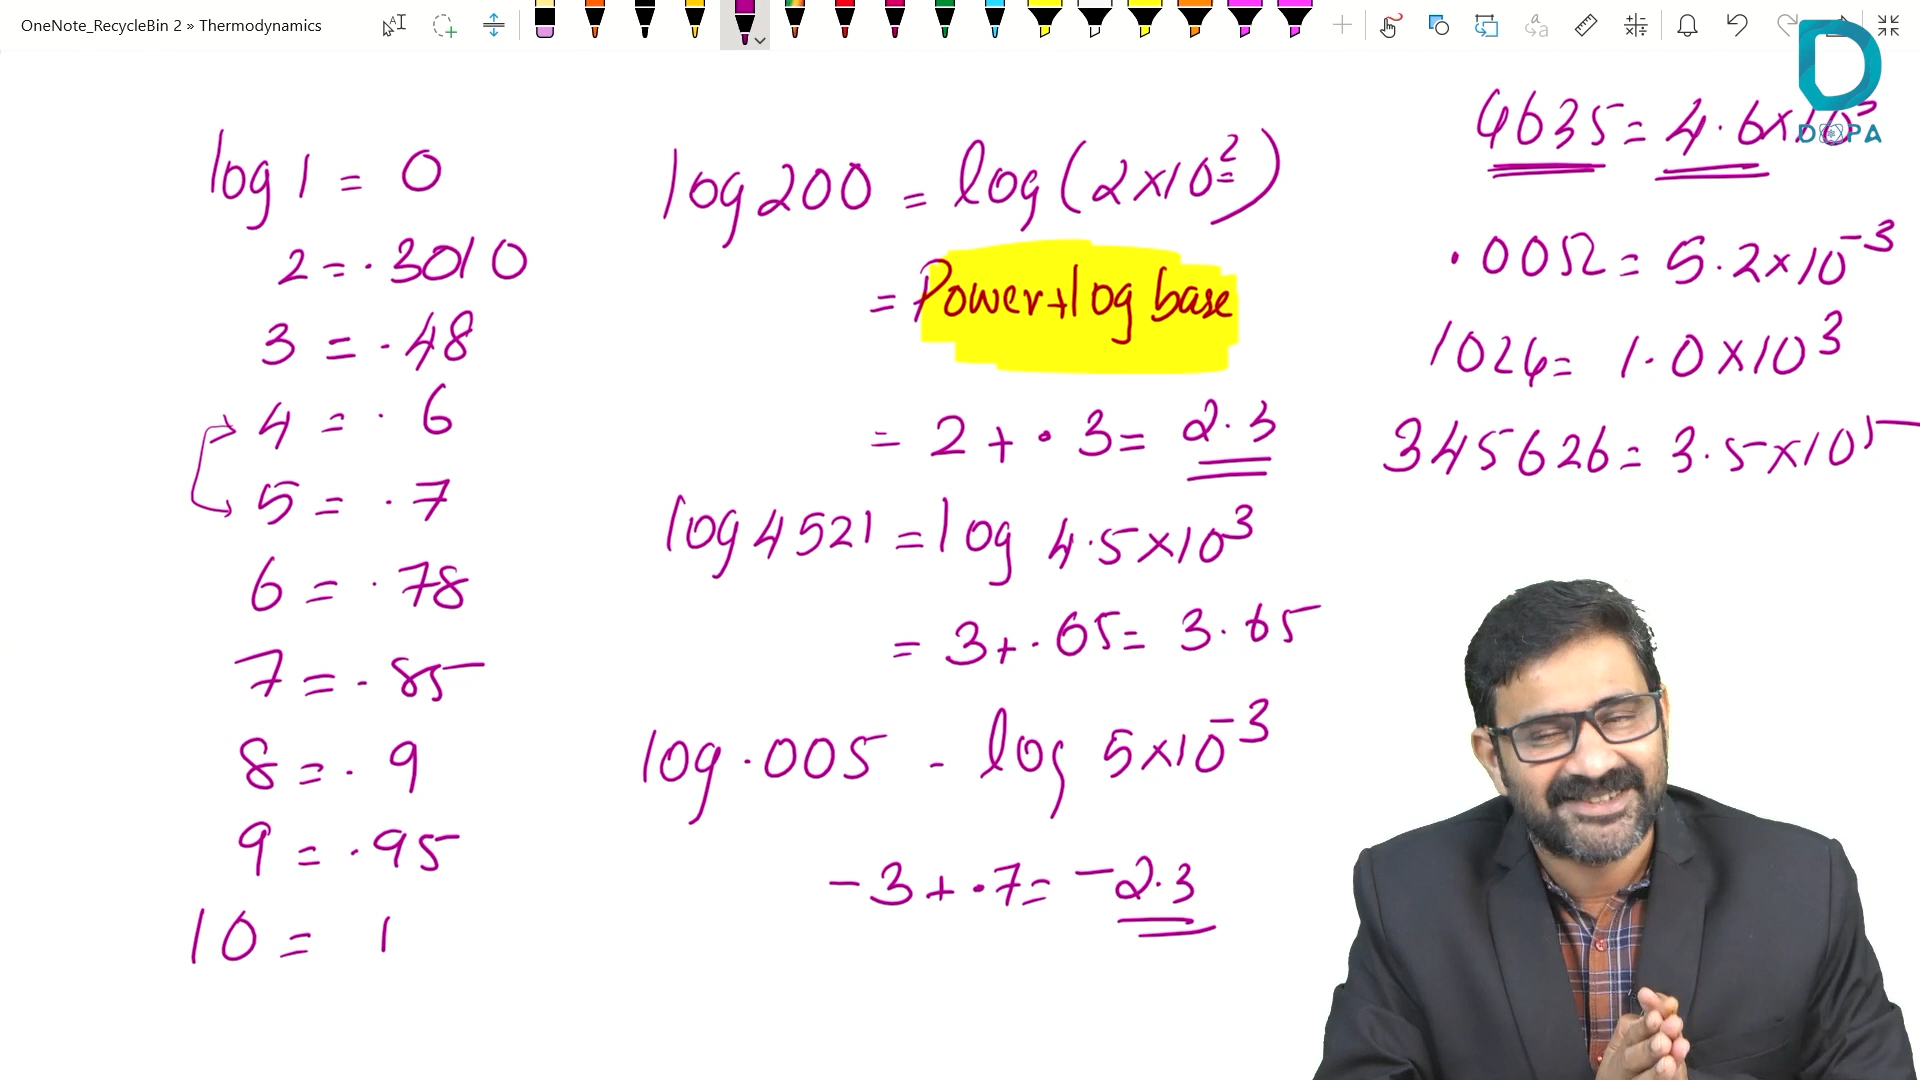 OneNote_RecycleBin 2 » Thermodynamics
DOPA
log 1 = 0
2 = .3010
3 = .48
4 = .6
5 = .7
6 = .78
7 = .85
8 = .9
9 = .95
10 = 1
log 200 = log (2×10²)
= Power+log base
= 2 + .3 = 2.3
log 4521 = log 4.5×10³
= 3+.65 = 3.65
log .005 - log 5×10⁻³
-3 + .7 = -2.3
4635 = 4.6×10³
.0052 = 5.2×10⁻³
1026 = 1.0×10³
345626 = 3.5×10⁵